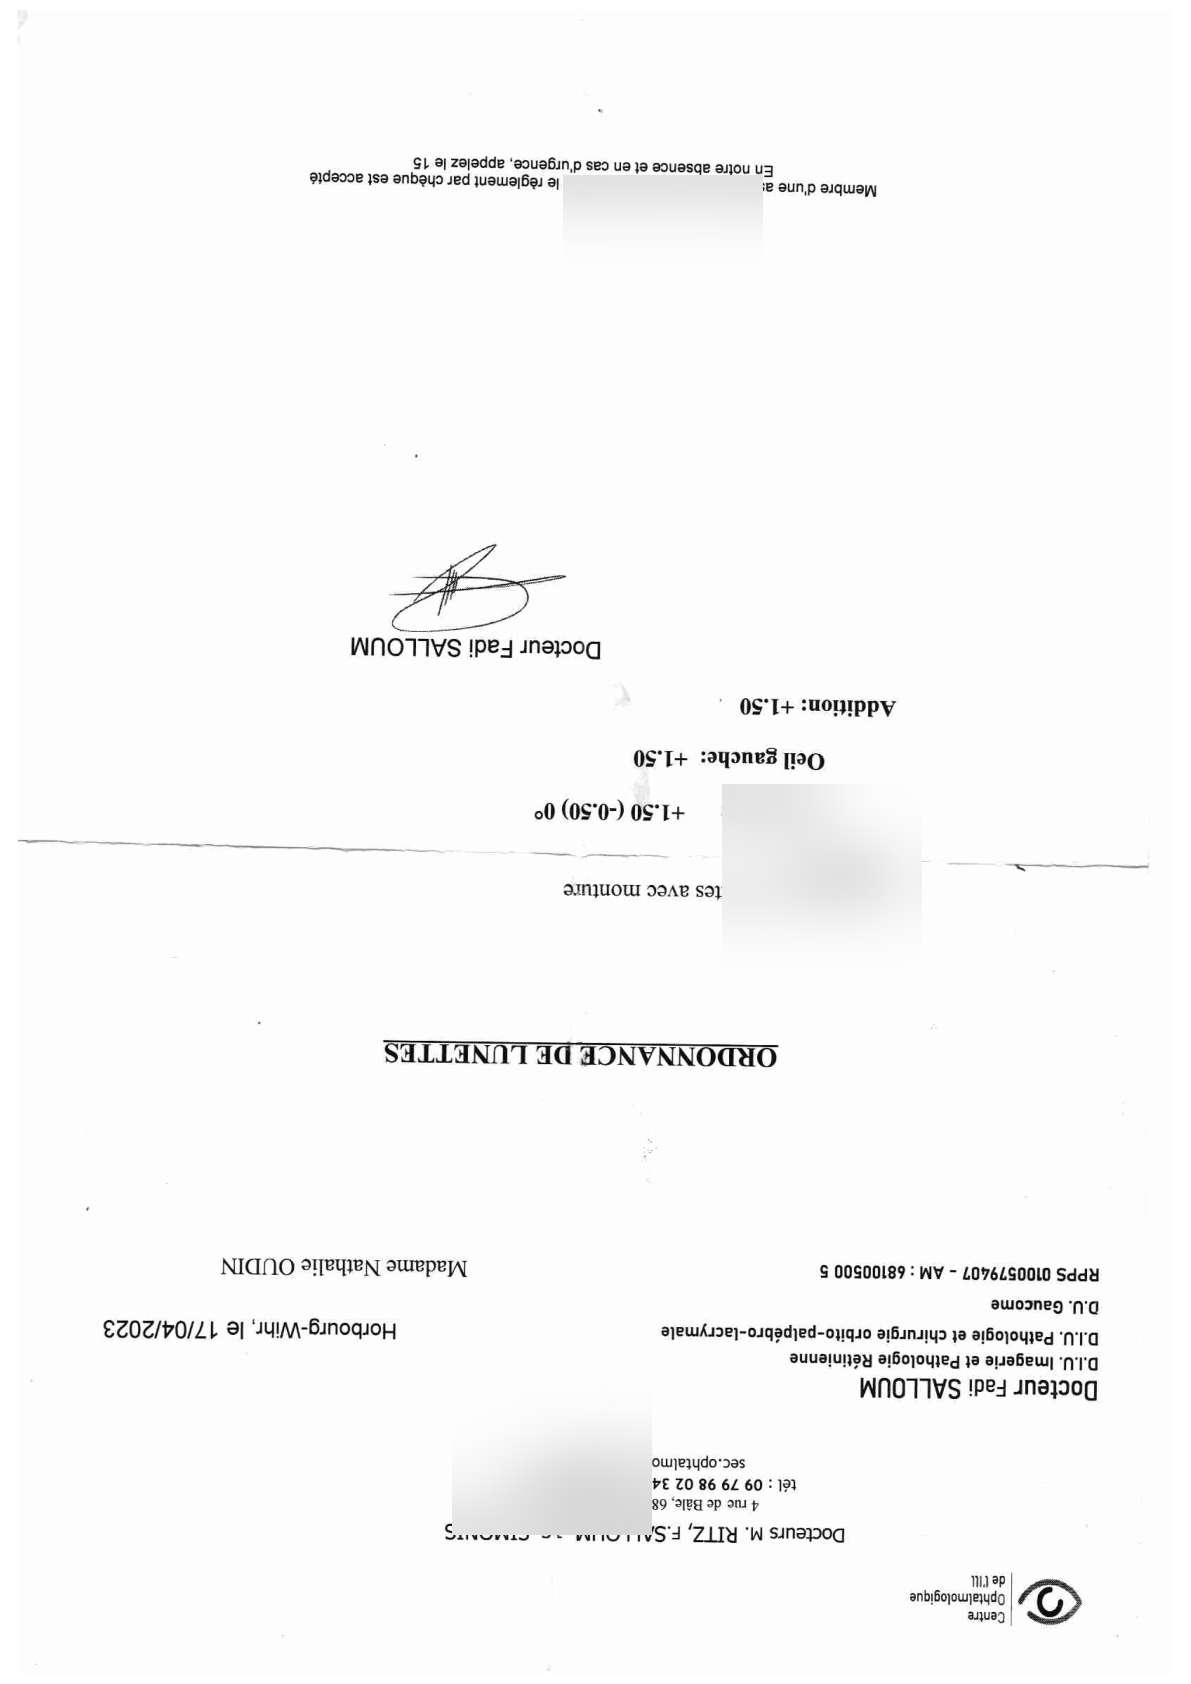 Centre
Ophtalmologique
de l'Ill
Docteurs M. RITZ, F.SALLOUM SIMONIS
4 rue de Bâle, 68
tél : 09 79 98 02 34
sec.ophtalmo
Docteur Fadi SALLOUM
D.I.U. Imagerie et Pathologie Rétinienne
D.I.U. Pathologie et chirurgie orbito-palpébro-lacrymale
D.U. Gaucome
RPPS 0100579407 - AM : 68100500 5
Horbourg-Wihr, le 17/04/2023
Madame Nathalie OUDIN
ORDONNANCE DE LUNETTES
tes avec monture
+1.50 (-0.50) 0°
Oeil gauche: +1.50
Addition: +1.50
Docteur Fadi SALLOUM
Membre d'une as le règlement par chèque est accepté
En notre absence et en cas d'urgence, appelez le 15